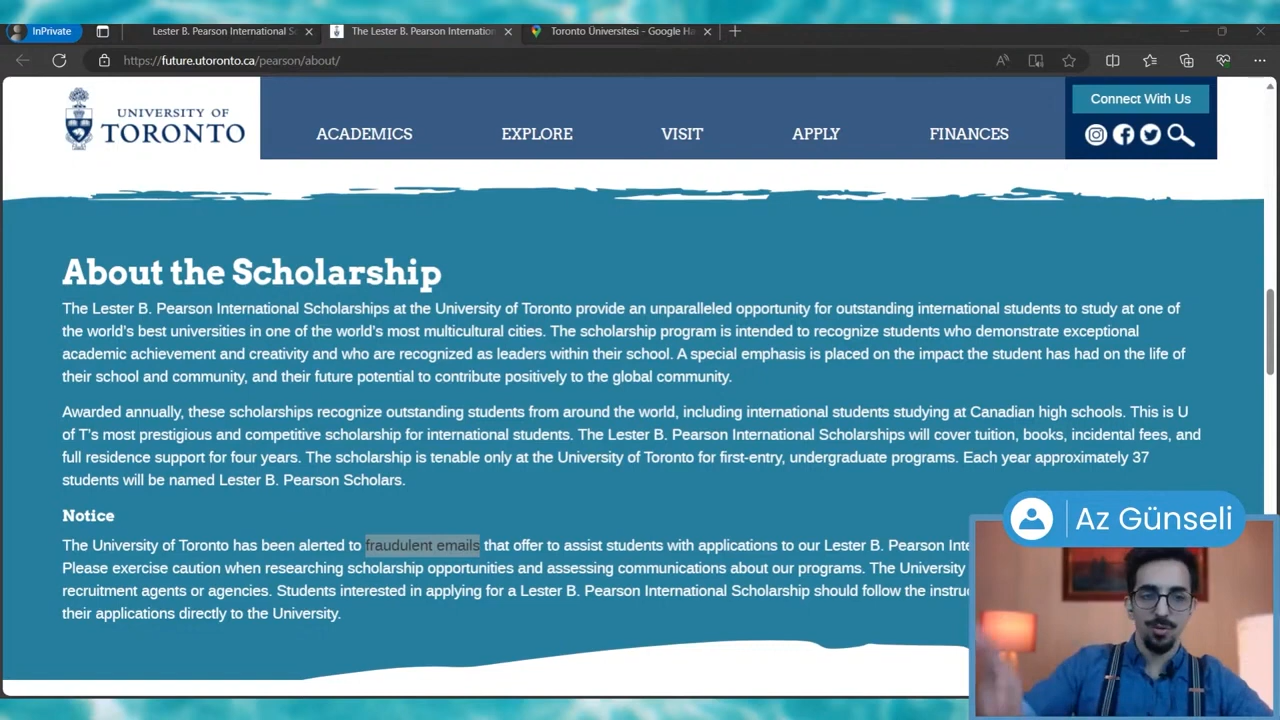 InPrivate
Lester B. Pearson International S
The Lester B. Pearson Internation
Toronto Üniversitesi - Google Ha
https://future.utoronto.ca/pearson/about/
UNIVERSITY OF
TORONTO
ACADEMICS
EXPLORE
VISIT
APPLY
FINANCES
Connect With Us
About the Scholarship
The Lester B. Pearson International Scholarships at the University of Toronto provide an unparalleled opportunity for outstanding international students to study at one of
the world's best universities in one of the world's most multicultural cities. The scholarship program is intended to recognize students who demonstrate exceptional
academic achievement and creativity and who are recognized as leaders within their school. A special emphasis is placed on the impact the student has had on the life of
their school and community, and their future potential to contribute positively to the global community.
Awarded annually, these scholarships recognize outstanding students from around the world, including international students studying at Canadian high schools. This is U
of T's most prestigious and competitive scholarship for international students. The Lester B. Pearson International Scholarships will cover tuition, books, incidental fees, and
full residence support for four years. The scholarship is tenable only at the University of Toronto for first-entry, undergraduate programs. Each year approximately 37
students will be named Lester B. Pearson Scholars.
Notice
The University of Toronto has been alerted to fraudulent emails that offer to assist students with applications to our Lester B. Pearson Inte
Please exercise caution when researching scholarship opportunities and assessing communications about our programs. The University
recruitment agents or agencies. Students interested in applying for a Lester B. Pearson International Scholarship should follow the instruc
their applications directly to the University.
Az Günseli